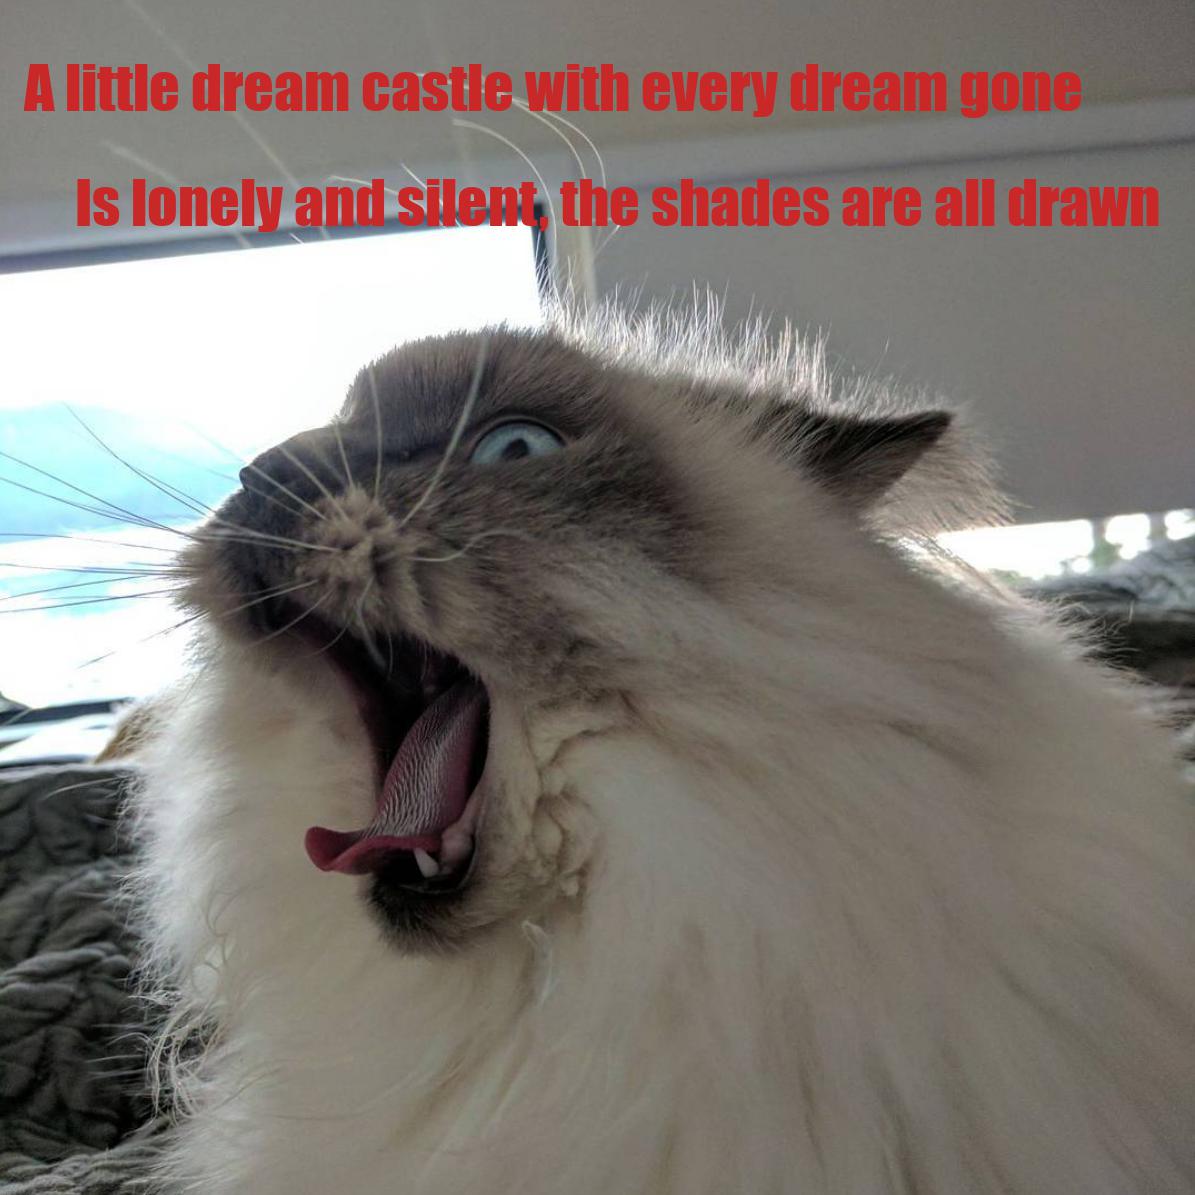 A little dream castle with every dream gone
Is lonely and silent, the shades are all drawn